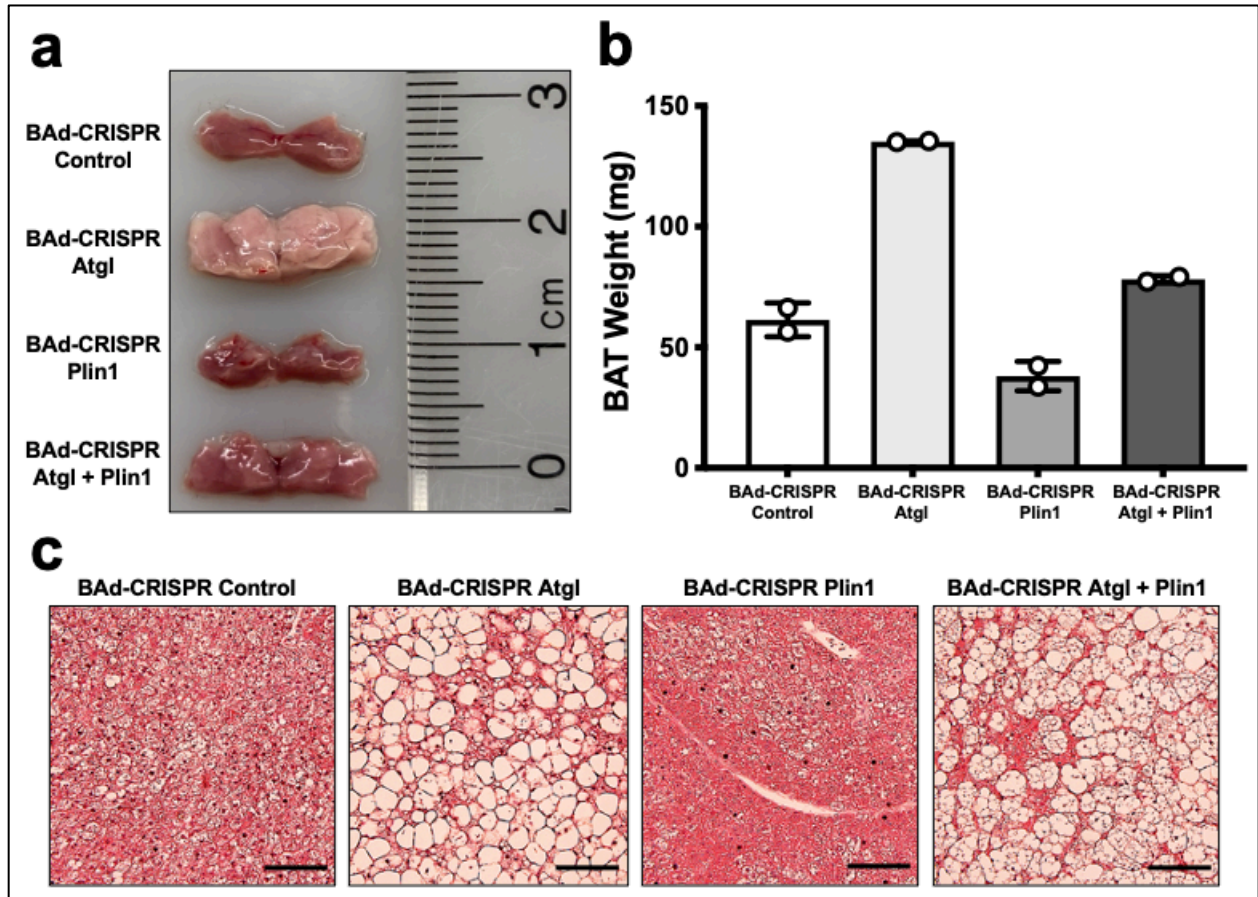 a
BAd-CRISPR
Control
BAd-CRISPR
Atgl
BAd-CRISPR
Plin1
BAd-CRISPR
Atgl + Plin1
3
2
1 cm
0
b
BAT Weight (mg)
150
100
50
0
BAd-CRISPR
Control
BAd-CRISPR
Atgl
BAd-CRISPR
Plin1
BAd-CRISPR
Atgl + Plin1
c
BAd-CRISPR Control
BAd-CRISPR Atgl
BAd-CRISPR Plin1
BAd-CRISPR Atgl + Plin1